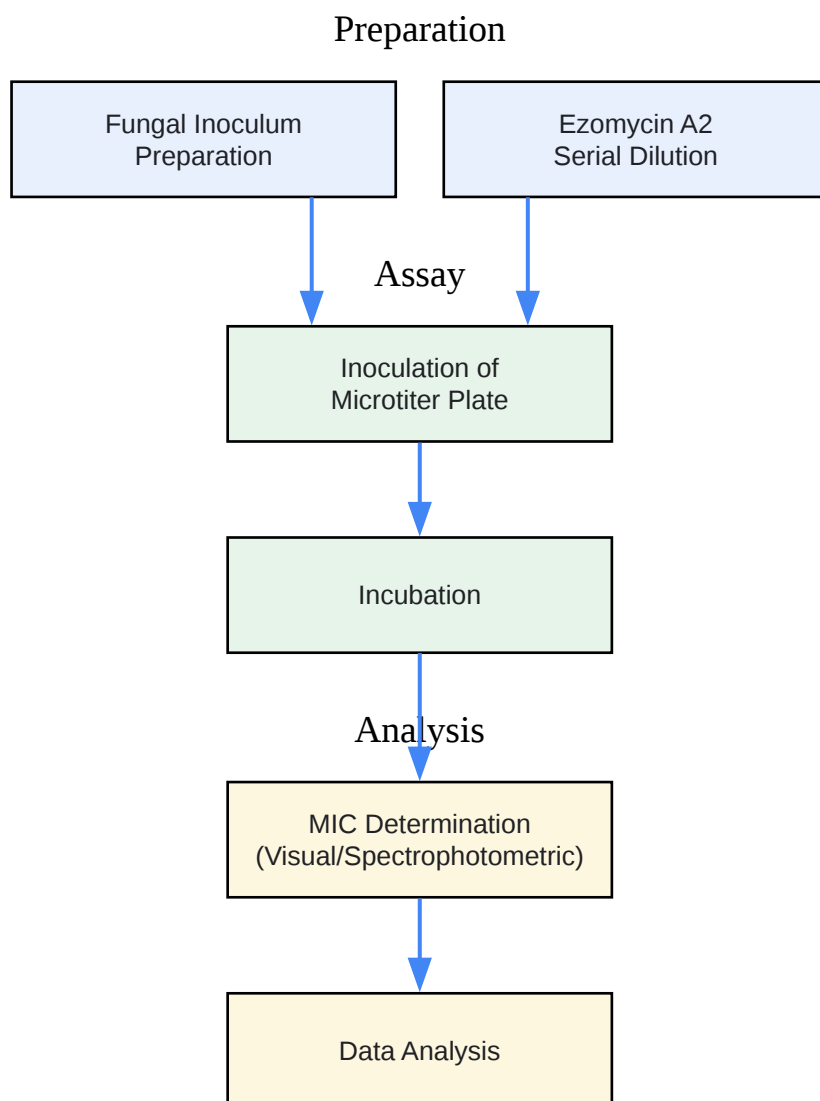 Preparation
Fungal Inoculum
Preparation
Ezomycin A2
Serial Dilution
Assay
Inoculation of
Microtiter Plate
Incubation
Analysis
MIC Determination
(Visual/Spectrophotometric)
Data Analysis